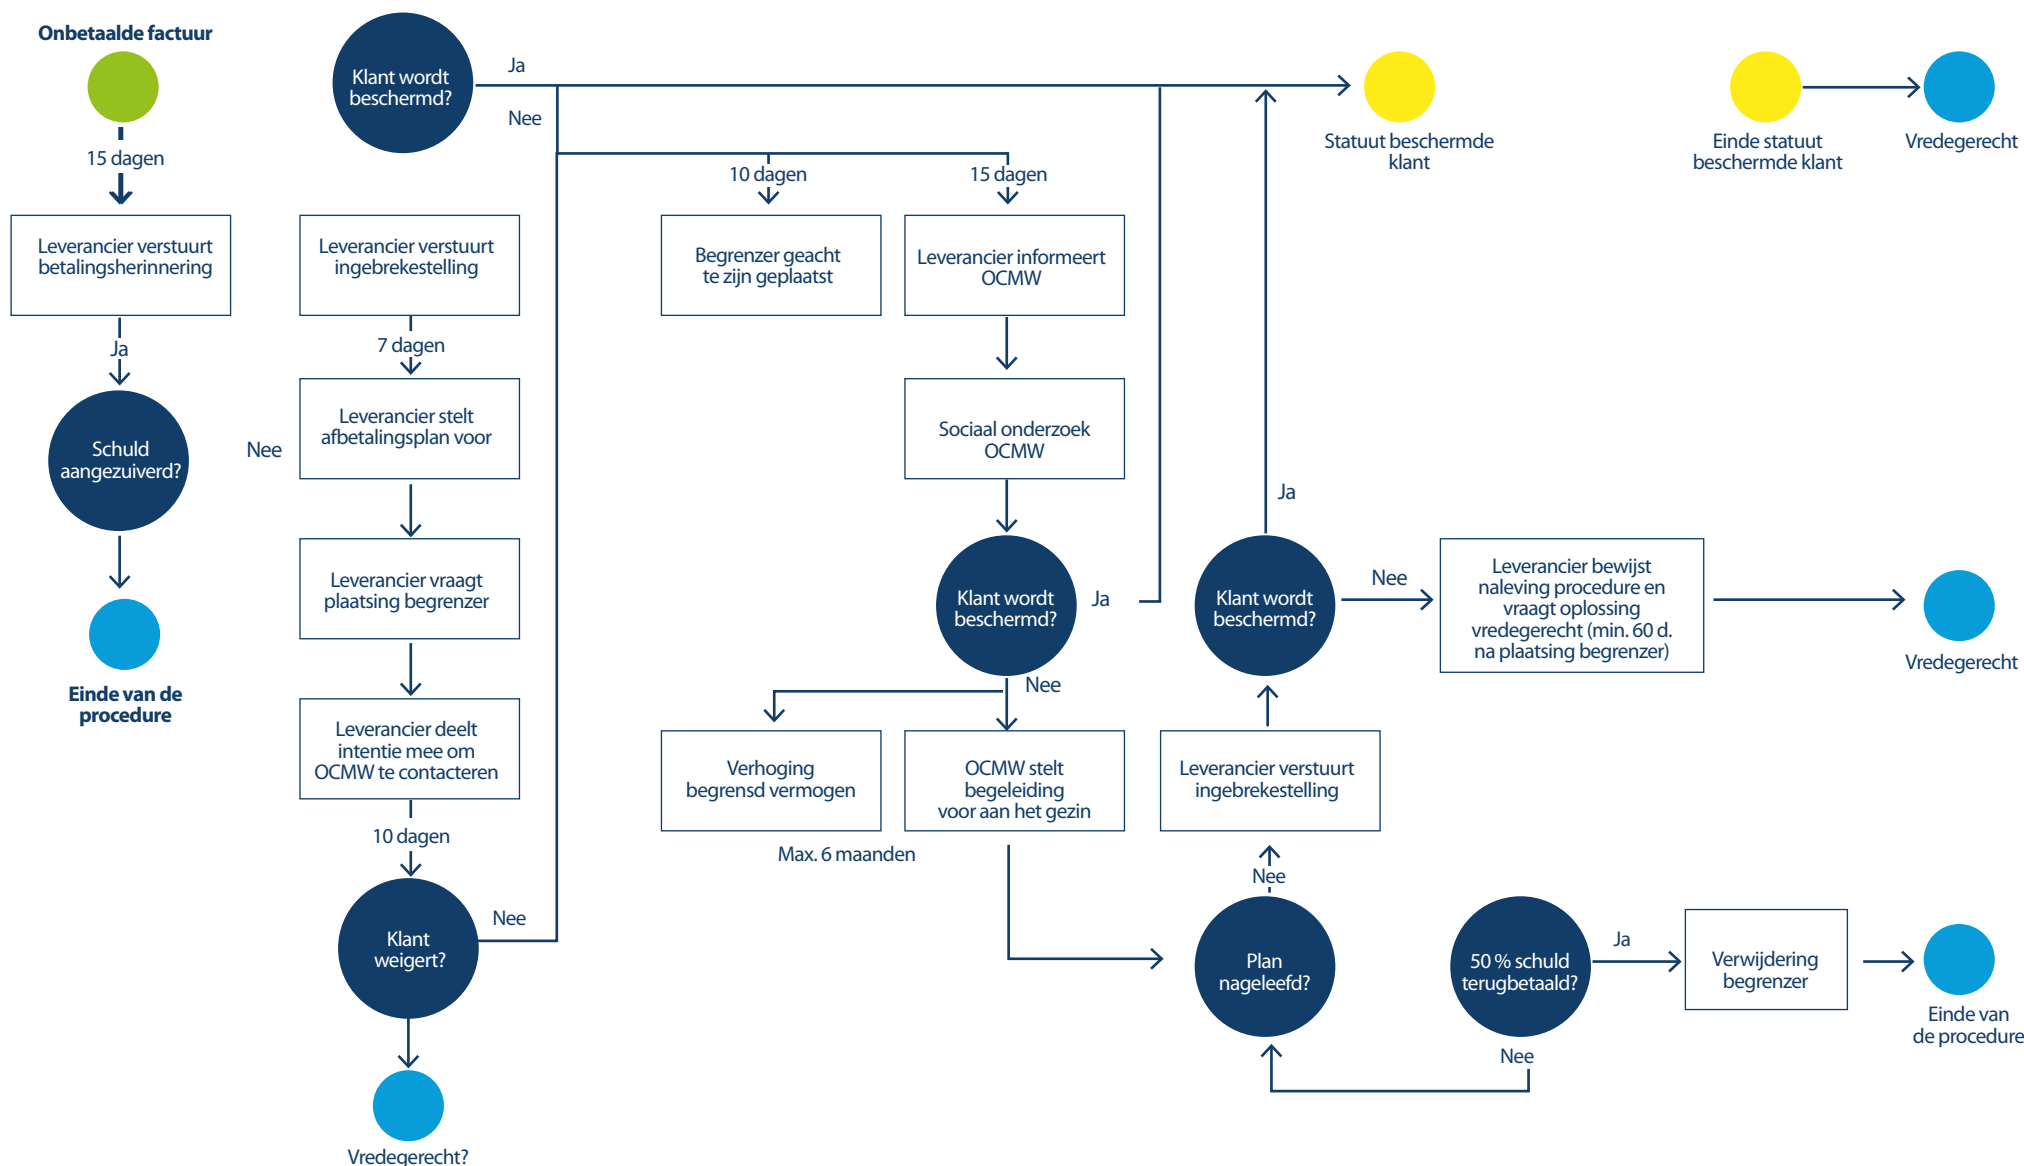 Onbetaalde factuur
15 dagen
Leverancier verstuurt
betalingsherinnering
Ja
Schuld
aangezuiverd?
Nee
Einde van de
procedure
Klant wordt
beschermd?
Ja
Nee
Leverancier verstuurt
ingebrekestelling
7 dagen
Leverancier stelt
afbetalingsplan voor
Leverancier vraagt
plaatsing begrenzer
Leverancier deelt
intentie mee om
OCMW te contacteren
10 dagen
Klant
weigert?
Nee
Vredegerecht?
10 dagen
15 dagen
Begrenzer geacht
te zijn geplaatst
Leverancier informeert
OCMW
Sociaal onderzoek
OCMW
Klant wordt
beschermd?
Ja
Nee
Verhoging
begrensd vermogen
OCMW stelt
begeleiding
voor aan het gezin
Max. 6 maanden
Statuut beschermde
klant
Einde statuut
beschermde klant
Vredegerecht
Ja
Klant wordt
beschermd?
Nee
Leverancier bewijst
naleving procedure en
vraagt oplossing
vredegerecht (min. 60 d.
na plaatsing begrenzer)
Vredegerecht
Leverancier verstuurt
ingebrekestelling
Nee
Plan
nageleefd?
50 % schuld
terugbetaald?
Ja
Nee
Verwijdering
begrenzer
Einde van
de procedure